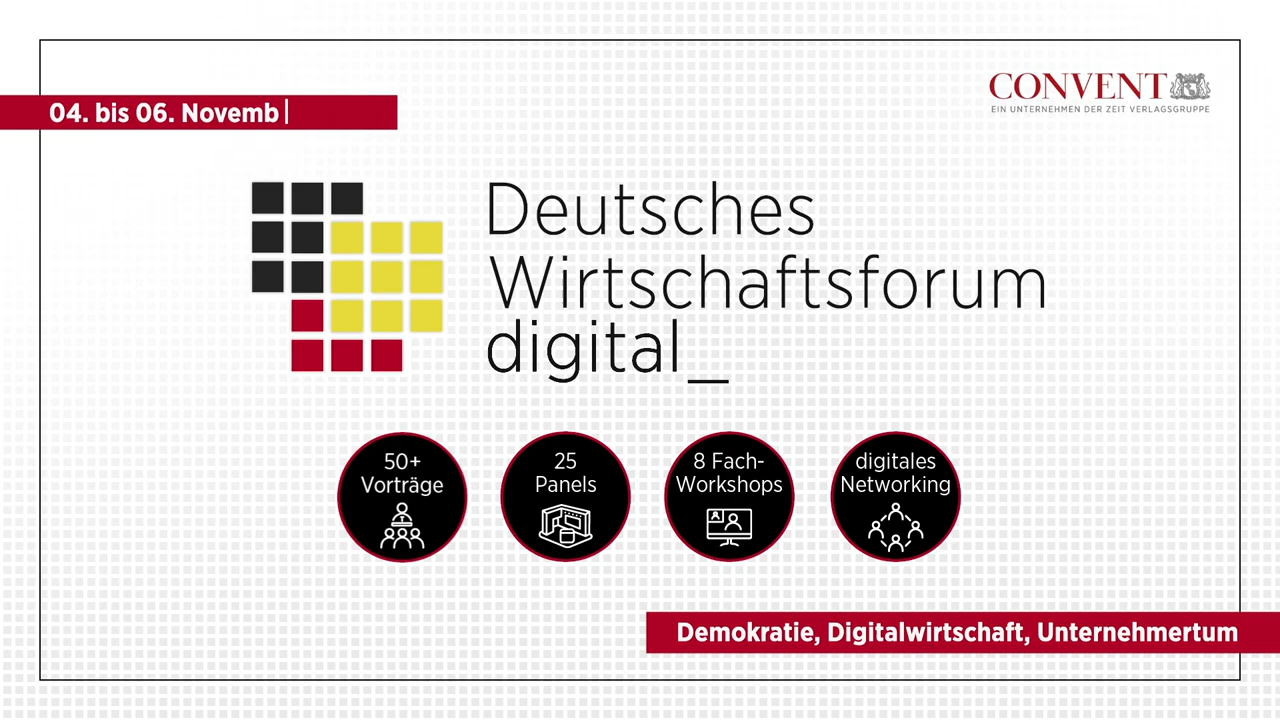 CONVENT
EIN UNTERNEHMEN DER ZEIT VERLAGSGRUPPE
04. bis 06. Novemb
Deutsches
Wirtschaftsforum
digital_
50+
Vorträge
25
Panels
8 Fach-
Workshops
digitales
Networking
Demokratie, Digitalwirtschaft, Unternehmertum